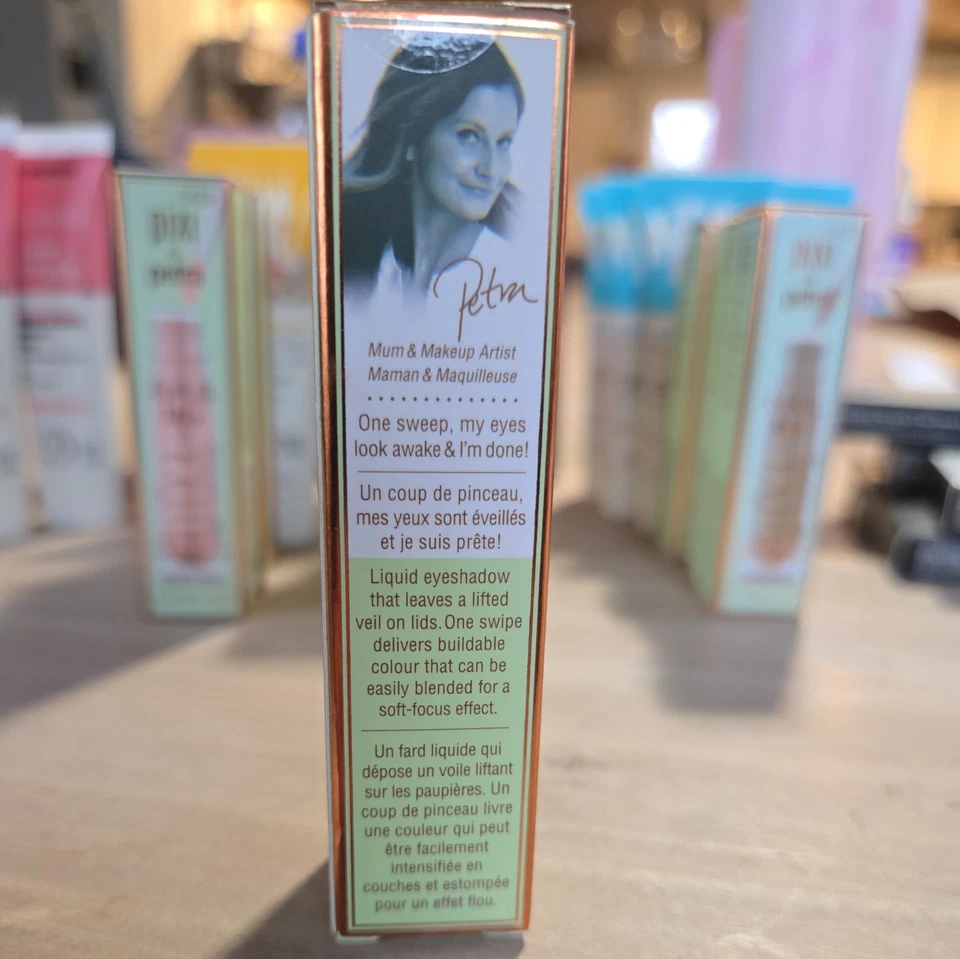 Petra
Mum & Makeup Artist
Maman & Maquilleuse
One sweep, my eyes
look awake & I'm done!
Un coup de pinceau,
mes yeux sont éveillés
et je suis prête!
Liquid eyeshadow
that leaves a lifted
veil on lids. One swipe
delivers buildable
colour that can be
easily blended for a
soft-focus effect.
Un fard liquide qui
dépose un voile liftant
sur les paupières. Un
coup de pinceau livre
une couleur qui peut
être facilement
intensifiée en
couches et estompée
pour un effet flou.
PIXI
PIXI